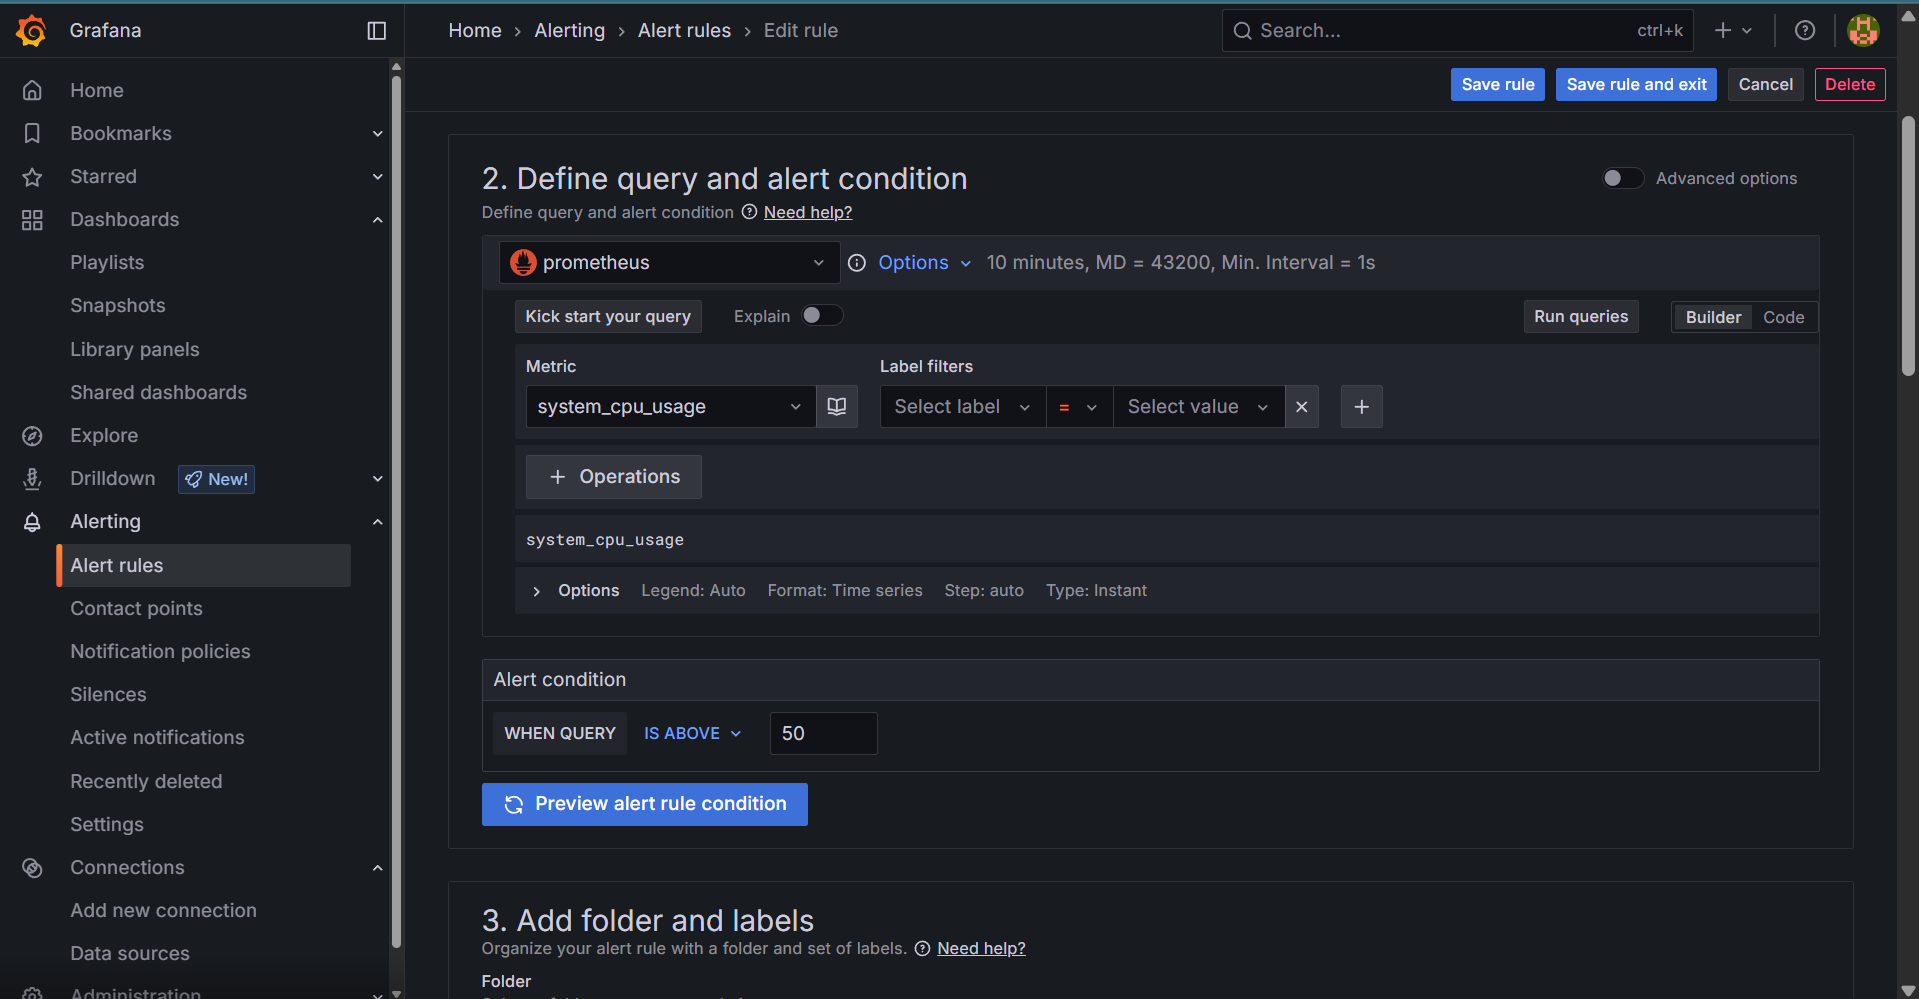 Grafana
Home › Alerting › Alert rules › Edit rule
Search... ctrl+k
Save rule Save rule and exit Cancel Delete
Home
Bookmarks
Starred
Dashboards
Playlists
Snapshots
Library panels
Shared dashboards
Explore
Drilldown New!
Alerting
Alert rules
Contact points
Notification policies
Silences
Active notifications
Recently deleted
Settings
Connections
Add new connection
Data sources
Administration
2. Define query and alert condition
Advanced options
Define query and alert condition Need help?
prometheus Options 10 minutes, MD = 43200, Min. Interval = 1s
Kick start your query Explain Run queries Builder Code
Metric Label filters
system_cpu_usage Select label = Select value
+ Operations
system_cpu_usage
Options Legend: Auto Format: Time series Step: auto Type: Instant
Alert condition
WHEN QUERY IS ABOVE 50
Preview alert rule condition
3. Add folder and labels
Organize your alert rule with a folder and set of labels. Need help?
Folder